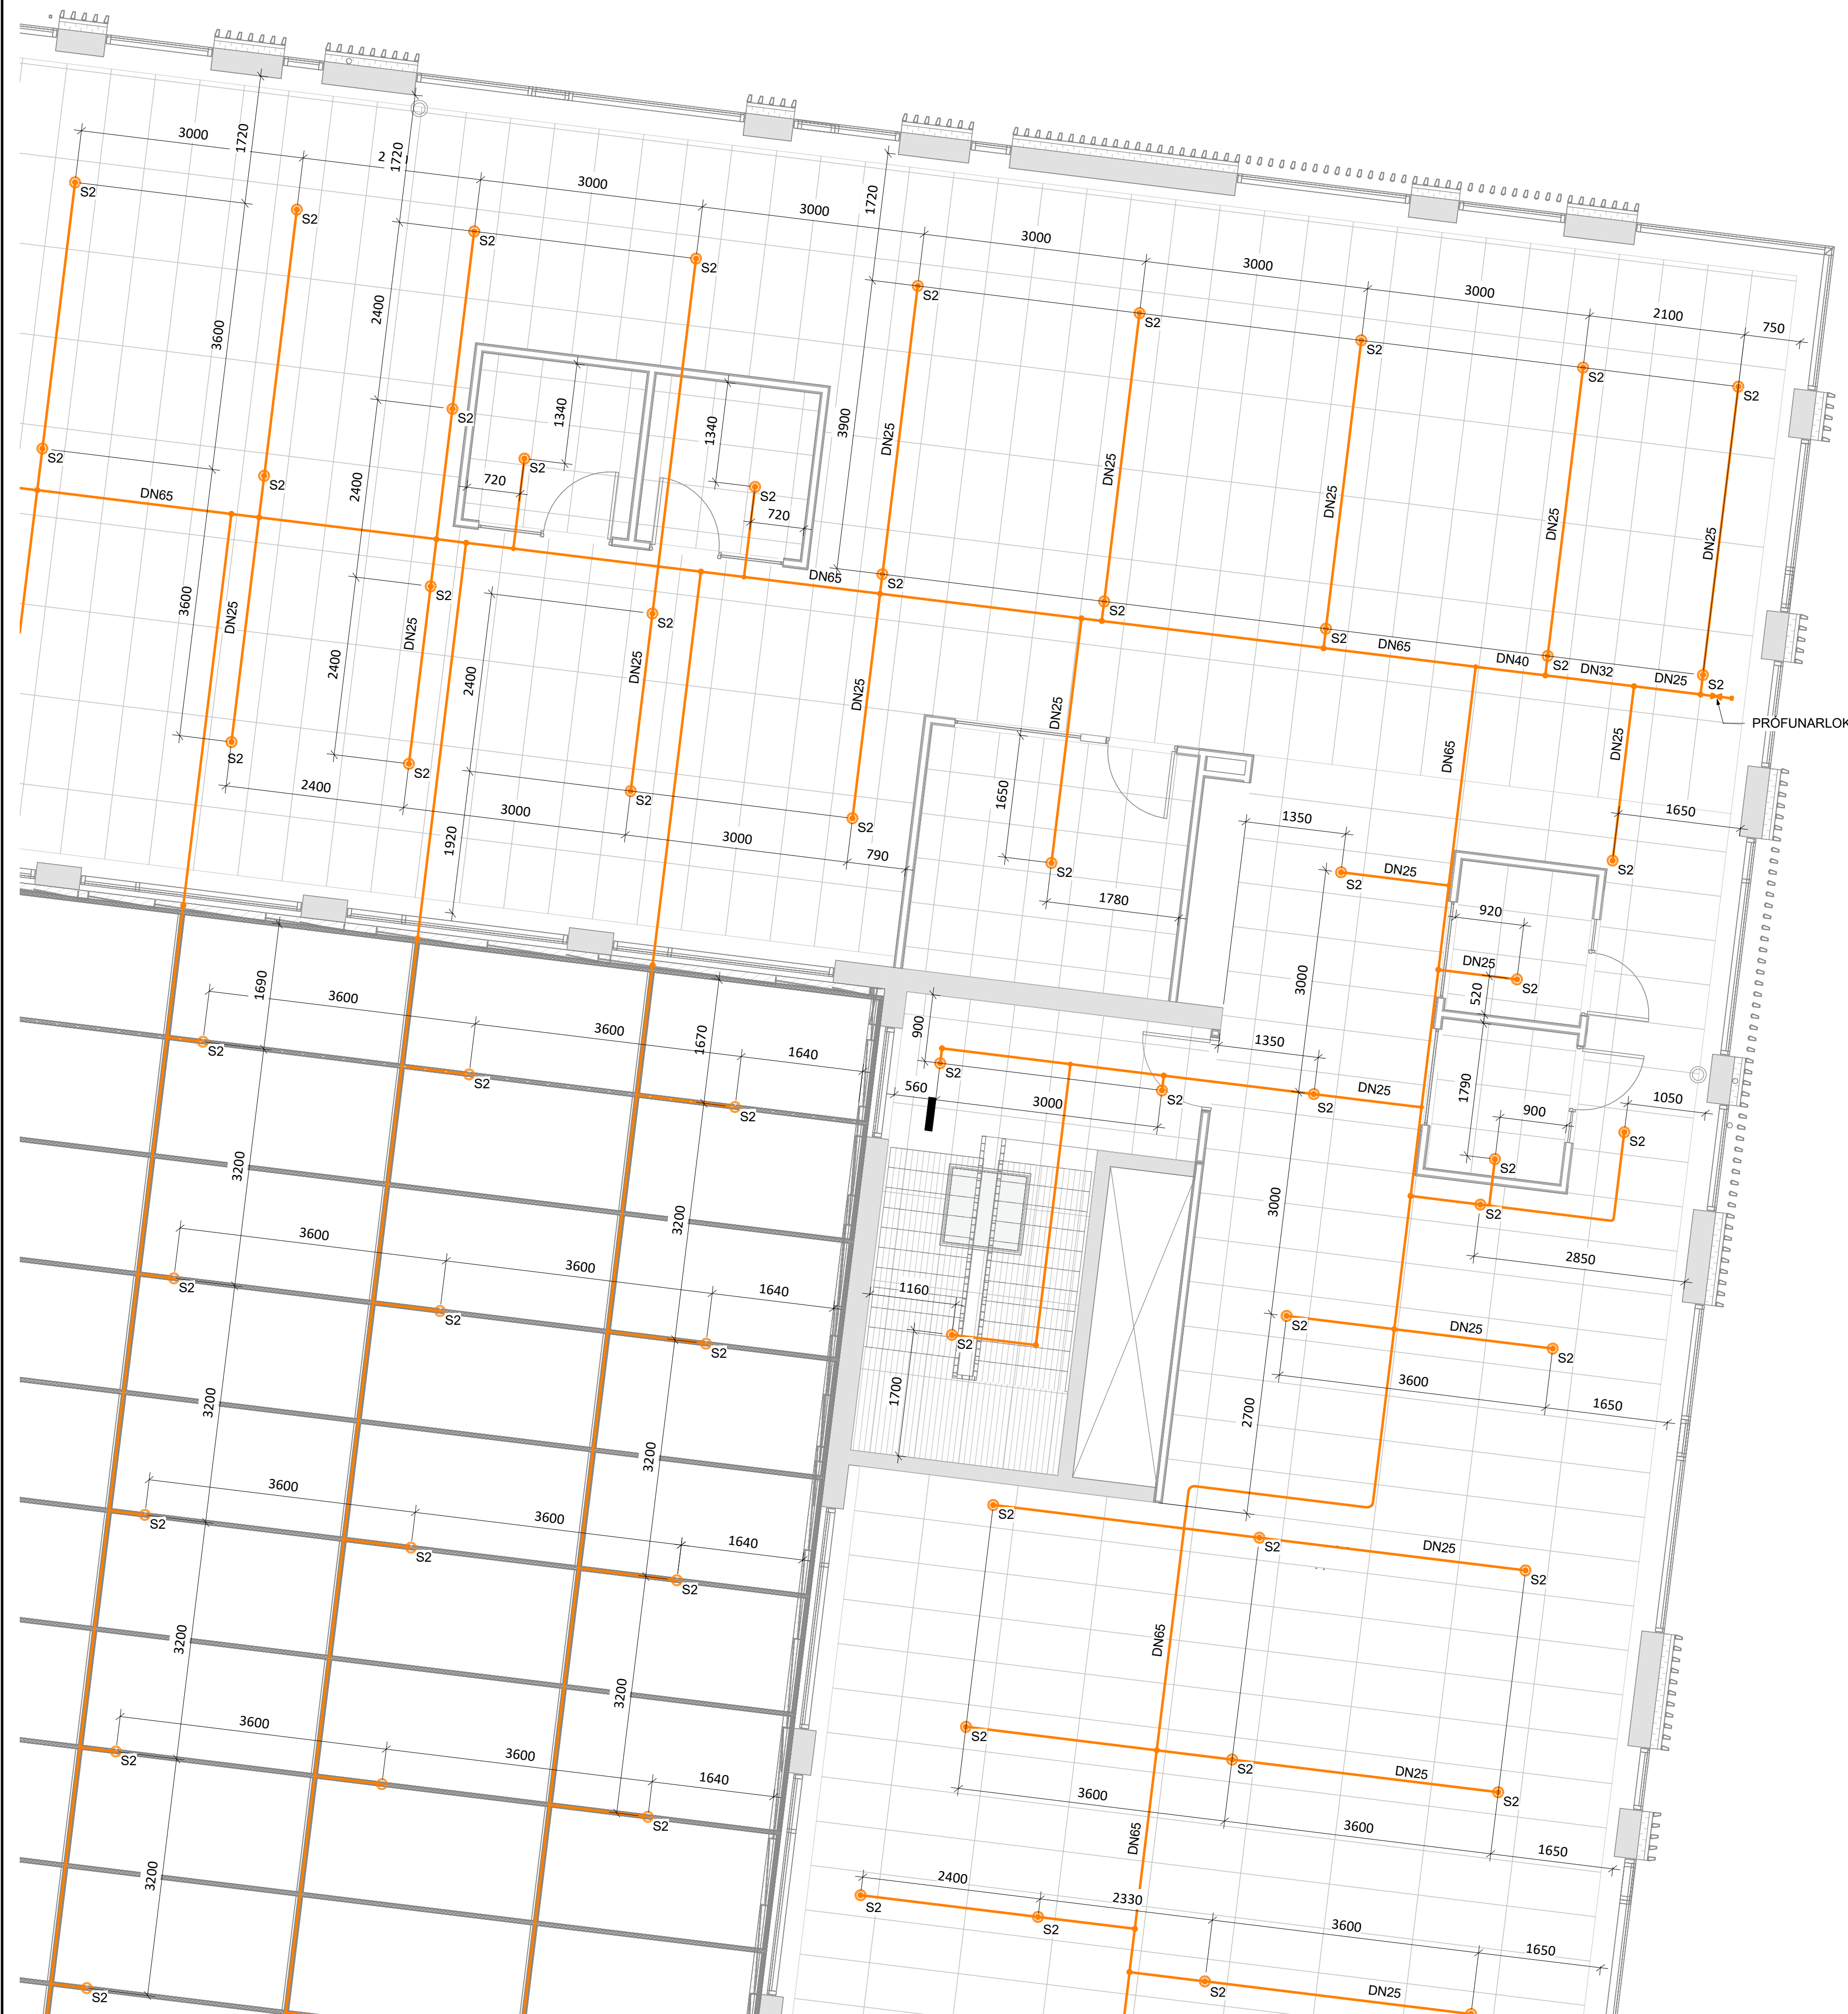 3000
1720
2
1720
3000
3000
1720
3000
3000
3000
2100
750
S2
S2
S2
S2
S2
S2
S2
S2
S2
3600
2400
1340
1340
3900
DN25
DN25
DN25
DN25
DN25
S2
S2
S2
S2
S2
720
720
2400
DN65
DN65
S2
S2
S2
S2
S2
S2
S2
DN65
DN40
DN32
DN25
PRÓFUNARLOK
3600
DN25
DN25
2400
2400
DN25
DN25
DN25
DN65
DN25
S2
S2
S2
S2
2400
3000
3000
790
1920
1650
S2
1780
1350
S2
DN25
1650
S2
920
DN25
S2
520
3000
1690
3600
3600
1670
1640
S2
S2
S2
900
S2
560
3000
S2
1350
S2
DN25
1790
900
1050
S2
S2
S2
3000
2850
3200
3200
3600
3600
1640
S2
S2
S2
1160
S2
1700
S2
DN25
S2
3600
1650
2700
3200
3200
3600
3600
1640
S2
S2
S2
S2
S2
DN25
S2
DN65
3200
3200
3600
3600
1640
S2
S2
S2
S2
DN25
S2
3600
3600
1650
DN65
3200
2400
2330
3600
1650
S2
S2
S2
DN25
S2